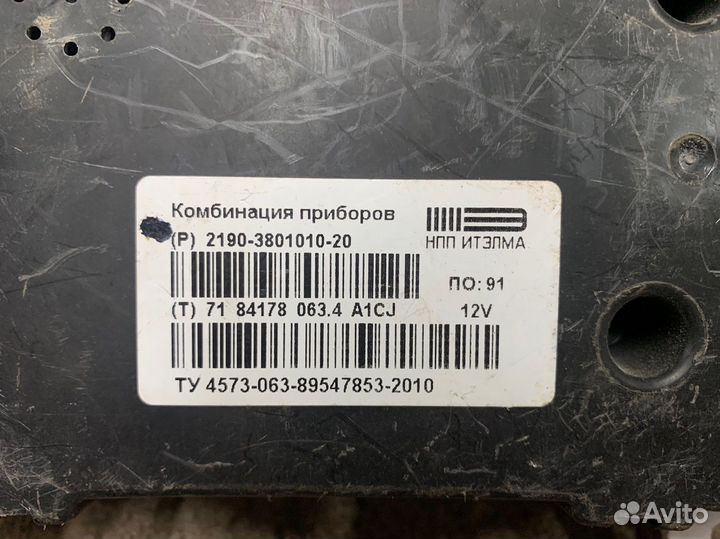 Комбинация приборов
(P) 2190-3801010-20
НПП ИТЭЛМА
ПО: 91
(T) 71 84178 063.4 A1CJ
12V
ТУ 4573-063-89547853-2010
Avito